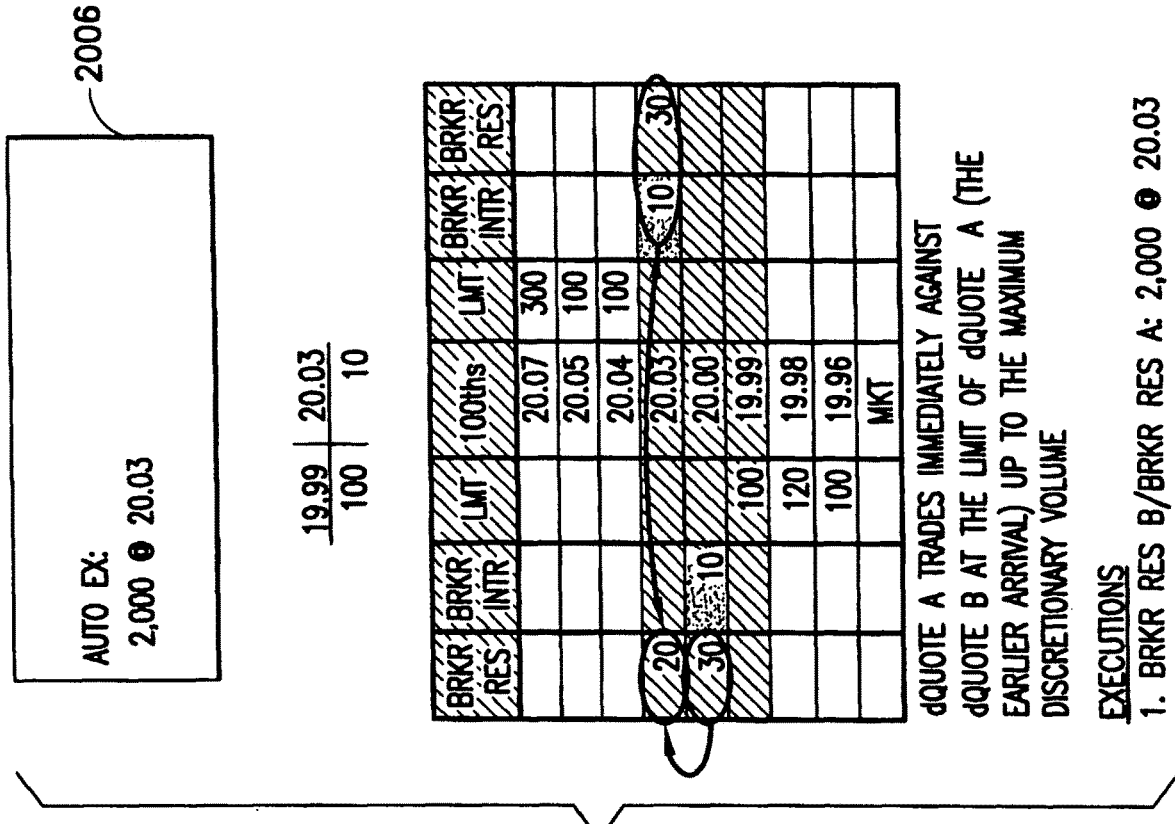 2006
AUTO EX:
2,000 @ 20.03
19.99 20.03
100 10
BRKR RES BRKR INTR LMT 100ths LMT BRKR INTR BRKR RES
20.07 300
20.05 100
20.04 100
20 20.03 10 30
30 10 20.00
100 19.99
120 19.98
100 19.96
MKT
dQUOTE A TRADES IMMEDIATELY AGAINST
dQUOTE B AT THE LIMIT OF dQUOTE A (THE
EARLIER ARRIVAL) UP TO THE MAXIMUM
DISCRETIONARY VOLUME
EXECUTIONS
1. BRKR RES B/BRKR RES A: 2,000 @ 20.03